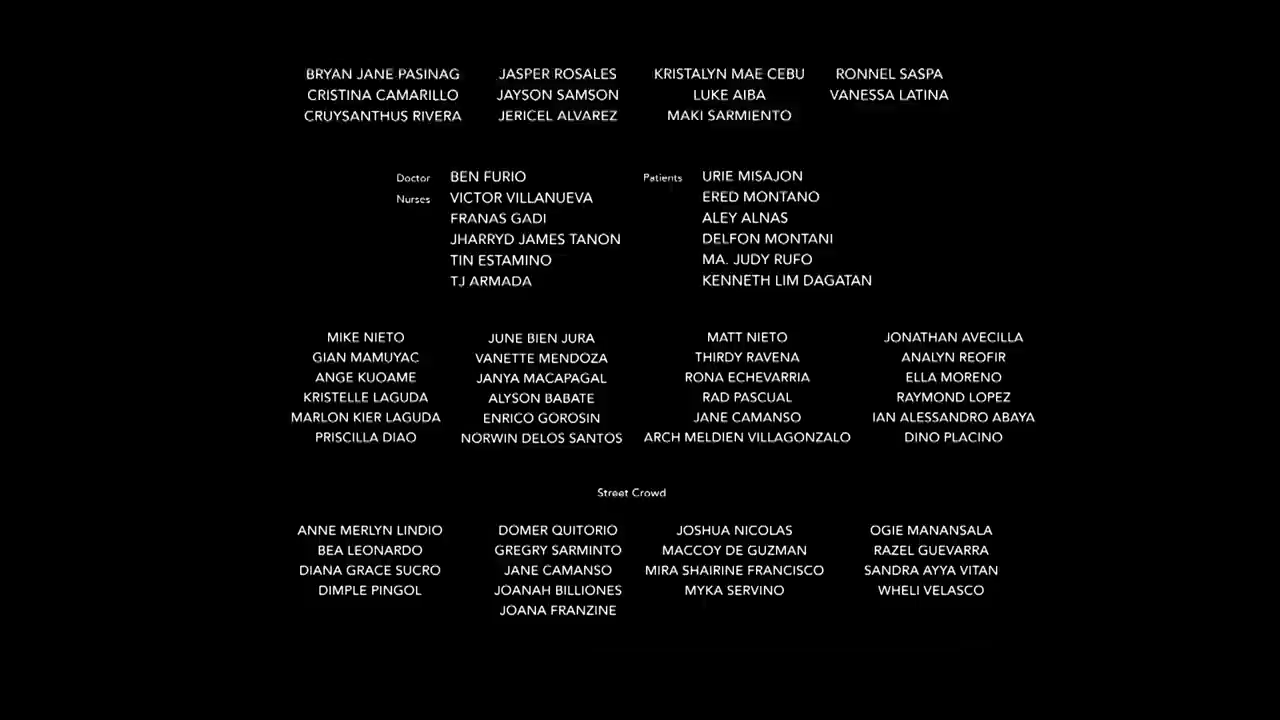 BRYAN JANE PASINAG JASPER ROSALES KRISTALYN MAE CEBU RONNEL SASPA
CRISTINA CAMARILLO JAYSON SAMSON LUKE AIBA VANESSA LATINA
CRUYSANTHUS RIVERA JERICEL ALVAREZ MAKI SARMIENTO
Doctor BEN FURIO Patients URIE MISAJON
Nurses VICTOR VILLANUEVA ERED MONTANO
FRANAS GADI ALEY ALNAS
JHARRYD JAMES TANON DELFON MONTANI
TIN ESTAMINO MA. JUDY RUFO
TJ ARMADA KENNETH LIM DAGATAN
MIKE NIETO JUNE BIEN JURA MATT NIETO JONATHAN AVECILLA
GIAN MAMUYAC VANETTE MENDOZA THIRDY RAVENA ANALYN REOFIR
ANGE KUOAME JANYA MACAPAGAL RONA ECHEVARRIA ELLA MORENO
KRISTELLE LAGUDA ALYSON BABATE RAD PASCUAL RAYMOND LOPEZ
MARLON KIER LAGUDA ENRICO GOROSIN JANE CAMANSO IAN ALESSANDRO ABAYA
PRISCILLA DIAO NORWIN DELOS SANTOS ARCH MELDIEN VILLAGONZALO DINO PLACINO
Street Crowd
ANNE MERLYN LINDIO DOMER QUITORIO JOSHUA NICOLAS OGIE MANANSALA
BEA LEONARDO GREGRY SARMINTO MACCOY DE GUZMAN RAZEL GUEVARRA
DIANA GRACE SUCRO JANE CAMANSO MIRA SHAIRINE FRANCISCO SANDRA AYYA VITAN
DIMPLE PINGOL JOANAH BILLIONES MYKA SERVINO WHELI VELASCO
JOANA FRANZINE